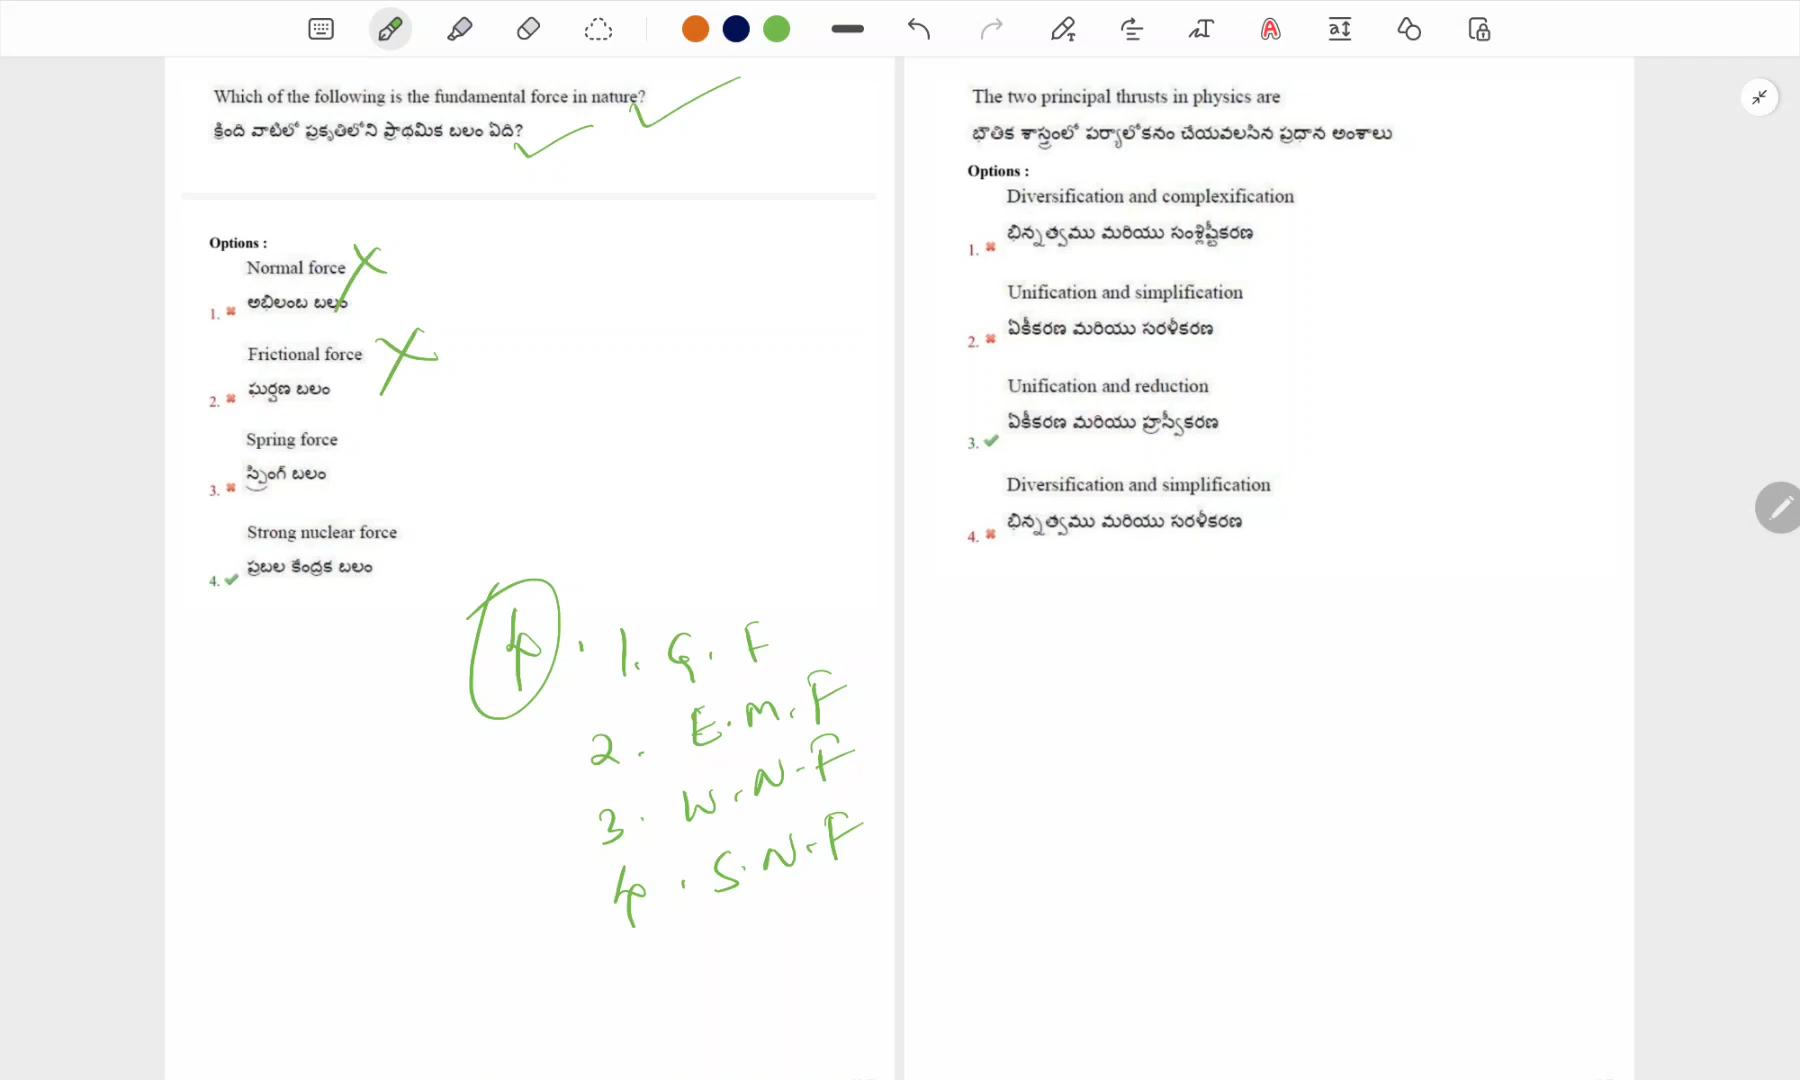 Which of the following is the fundamental force in nature?
క్రింది వాటిలో ప్రకృతిలోని ప్రాథమిక బలం ఏది?
Options :
Normal force
అభిలంబ బలం
1.
Frictional force
ఘర్షణ బలం
2.
Spring force
స్ప్రింగ్ బలం
3.
Strong nuclear force
ప్రబల కేంద్రక బలం
4.
4. 1. G. F
2. E.M.F
3. W.N.F
4. S.N.F
The two principal thrusts in physics are
భౌతిక శాస్త్రంలో పర్యాలోకనం చేయవలసిన ప్రధాన అంశాలు
Options :
Diversification and complexification
భిన్నత్వము మరియు సంశ్లిష్టీకరణ
1.
Unification and simplification
ఏకీకరణ మరియు సరళీకరణ
2.
Unification and reduction
ఏకీకరణ మరియు హ్రస్వీకరణ
3.
Diversification and simplification
భిన్నత్వము మరియు సరళీకరణ
4.